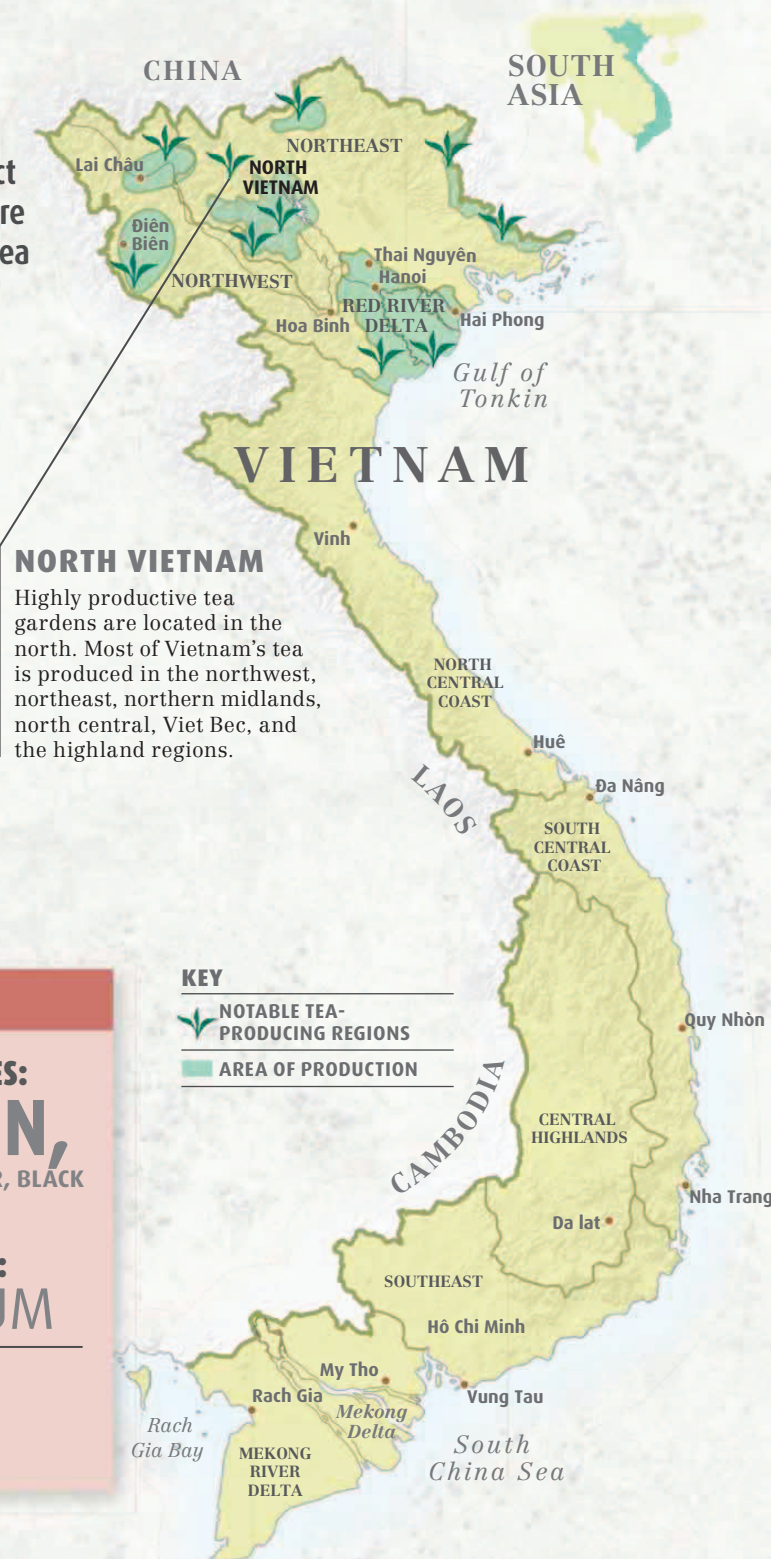 CHINA
SOUTH
ASIA
NORTHEAST
Lai Châu
NORTH
VIETNAM
Điên
Biên
NORTHWEST
Thai Nguyên
Hanoi
RED RIVER
DELTA
Hoa Binh
Hai Phong
Gulf of
Tonkin
VIETNAM
Vinh
NORTH VIETNAM
Highly productive tea
gardens are located in the
north. Most of Vietnam's tea
is produced in the northwest,
northeast, northern midlands,
north central, Viet Bec, and
the highland regions.
NORTH
CENTRAL
COAST
Huê
Đa Nâng
LAOS
SOUTH
CENTRAL
COAST
KEY
NOTABLE TEA-
PRODUCING REGIONS
AREA OF PRODUCTION
Quy Nhòn
CAMBODIA
CENTRAL
HIGHLANDS
Nha Trang
Da lat
BLACK
SOUTHEAST
Hô Chi Minh
My Tho
Vung Tau
Rach Gia
Mekong
Delta
Rach
Gia Bay
MEKONG
RIVER
DELTA
South
China Sea